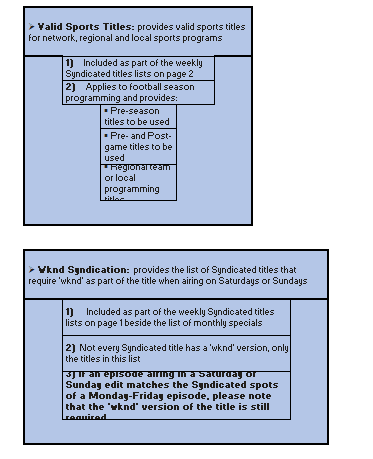 ➢ Valid Sports Titles: provides valid sports titles
for network, regional and local sports programs
1) Included as part of the weekly
Syndicated titles lists on page 2
2) Applies to football season
programming and provides:
▪ Pre-season
titles to be used
▪ Pre- and Post-
game titles to be
used
▪ Regional team
or local
programming
titles
➢ Wknd Syndication: provides the list of Syndicated titles that
require 'wknd' as part of the title when airing on Saturdays or Sundays
1) Included as part of the weekly Syndicated titles
lists on page 1 beside the list of monthly specials
2) Not every Syndicated title has a 'wknd' version, only
the titles in this list
3) If an episode airing in a Saturday or
Sunday edit matches the Syndicated spots
of a Monday-Friday episode, please note
that the 'wknd' version of the title is still
required